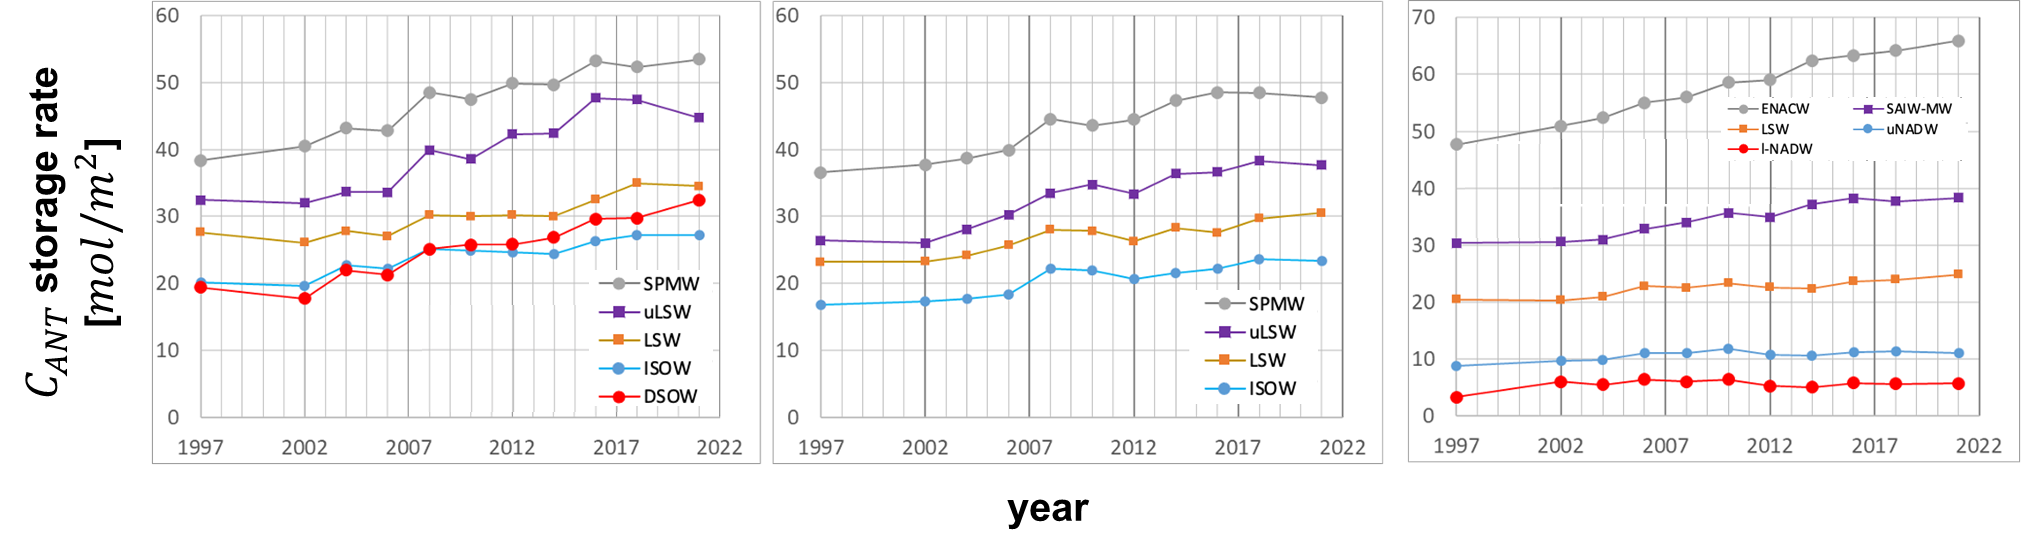 C_ANT storage rate
[mol/m²]
60
50
40
30
20
10
0
1997 2002 2007 2012 2017 2022
SPMW
uLSW
LSW
ISOW
DSOW
60
50
40
30
20
10
0
1997 2002 2007 2012 2017 2022
SPMW
uLSW
LSW
ISOW
70
60
50
40
30
20
10
0
1997 2002 2007 2012 2017 2022
ENACW SAIW-MW
LSW uNADW
l-NADW
year